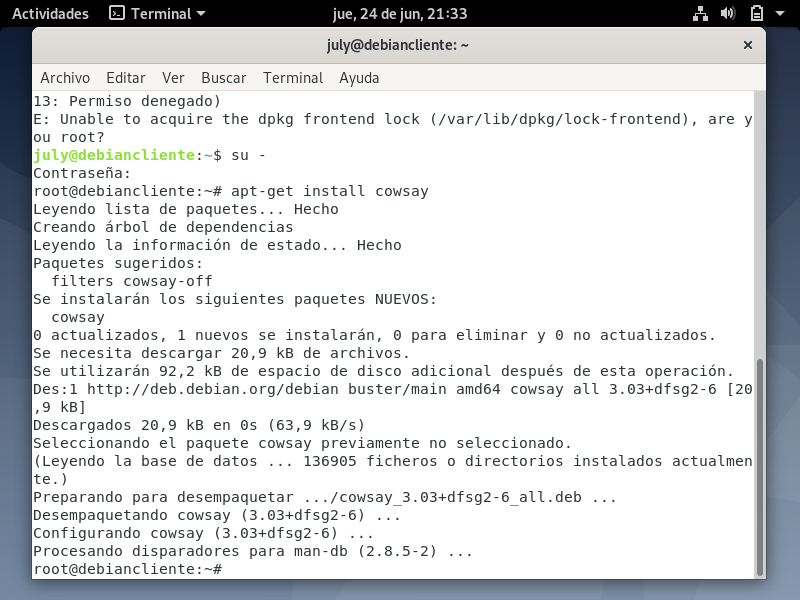 Actividades Terminal jue, 24 de jun, 21:33
july@debiancliente: ~
Archivo Editar Ver Buscar Terminal Ayuda
13: Permiso denegado)
E: Unable to acquire the dpkg frontend lock (/var/lib/dpkg/lock-frontend), are y
ou root?
july@debiancliente:~$ su -
Contraseña:
root@debiancliente:~# apt-get install cowsay
Leyendo lista de paquetes... Hecho
Creando árbol de dependencias
Leyendo la información de estado... Hecho
Paquetes sugeridos:
  filters cowsay-off
Se instalarán los siguientes paquetes NUEVOS:
  cowsay
0 actualizados, 1 nuevos se instalarán, 0 para eliminar y 0 no actualizados.
Se necesita descargar 20,9 kB de archivos.
Se utilizarán 92,2 kB de espacio de disco adicional después de esta operación.
Des:1 http://deb.debian.org/debian buster/main amd64 cowsay all 3.03+dfsg2-6 [20
,9 kB]
Descargados 20,9 kB en 0s (63,9 kB/s)
Seleccionando el paquete cowsay previamente no seleccionado.
(Leyendo la base de datos ... 136905 ficheros o directorios instalados actualmen
te.)
Preparando para desempaquetar .../cowsay_3.03+dfsg2-6_all.deb ...
Desempaquetando cowsay (3.03+dfsg2-6) ...
Configurando cowsay (3.03+dfsg2-6) ...
Procesando disparadores para man-db (2.8.5-2) ...
root@debiancliente:~#